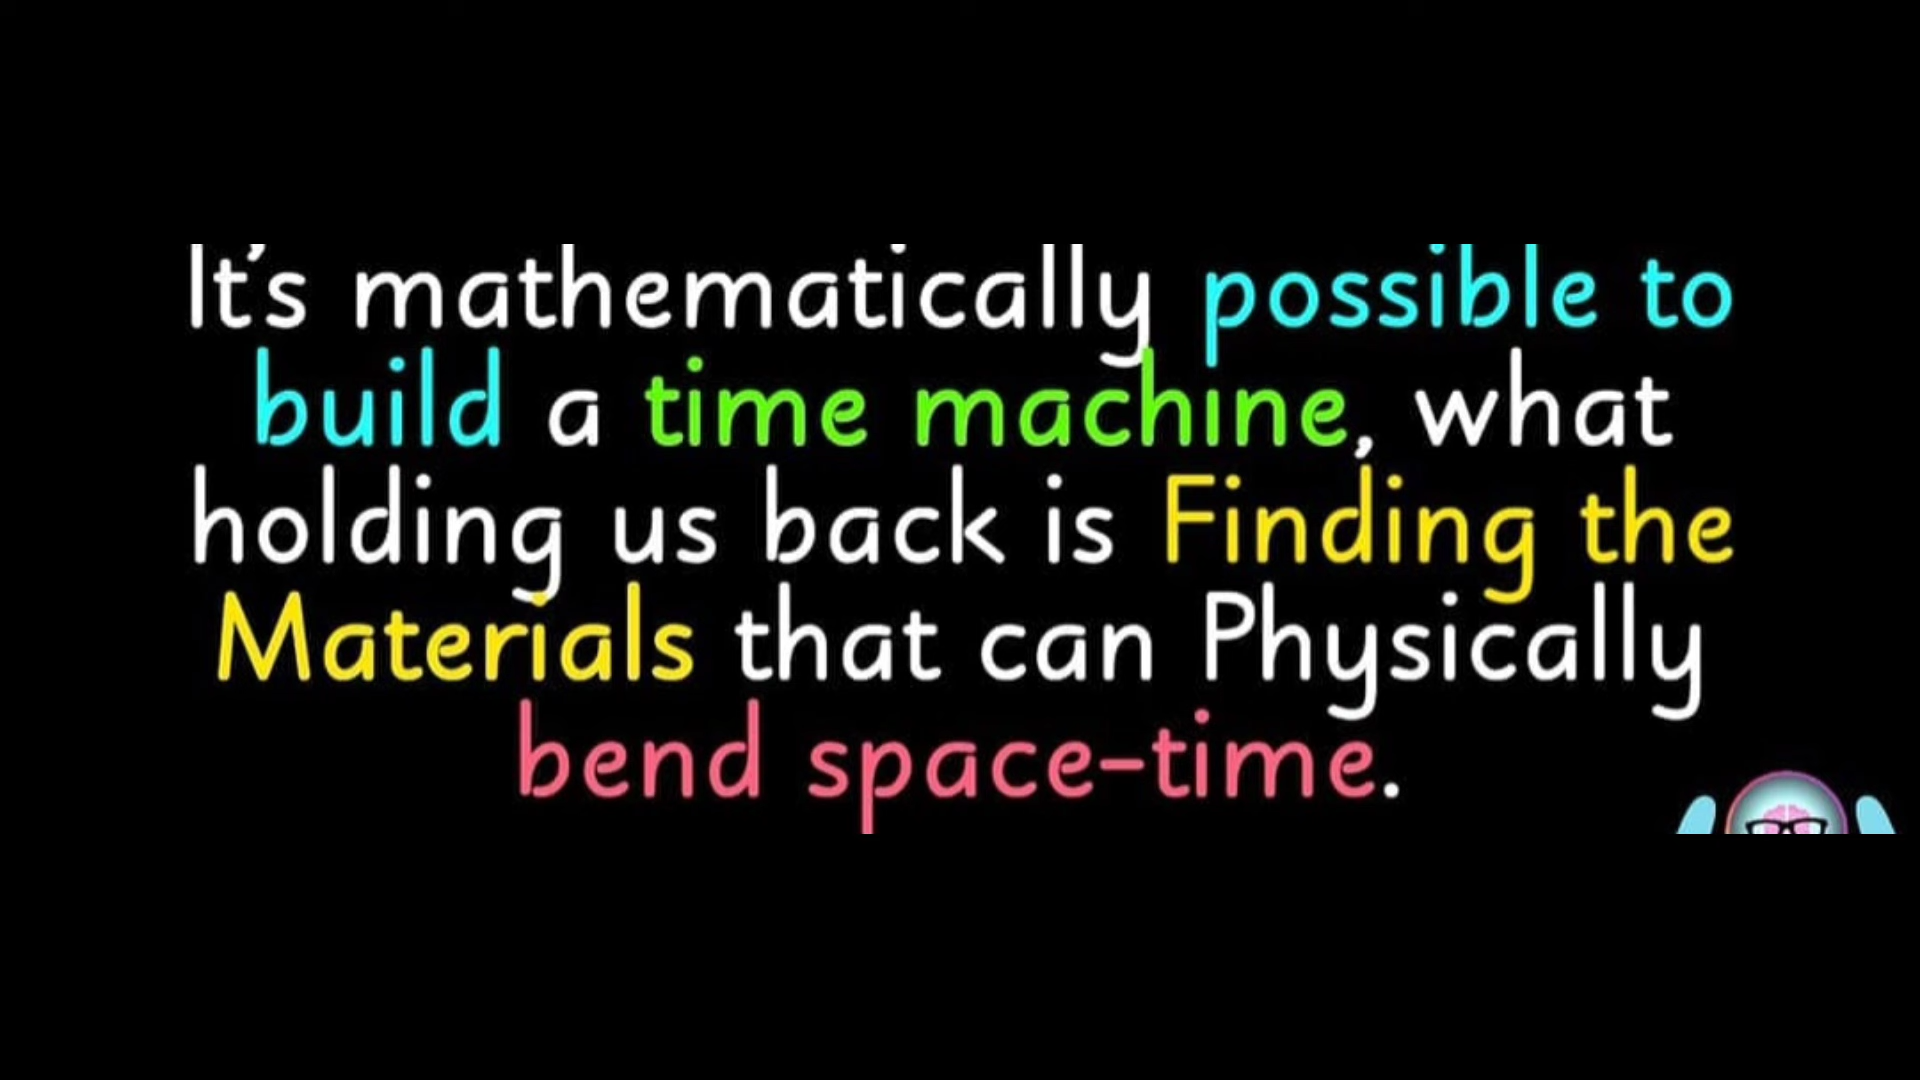 It's mathematically possible to
build a time machine, what
holding us back is Finding the
Materials that can Physically
bend space-time.